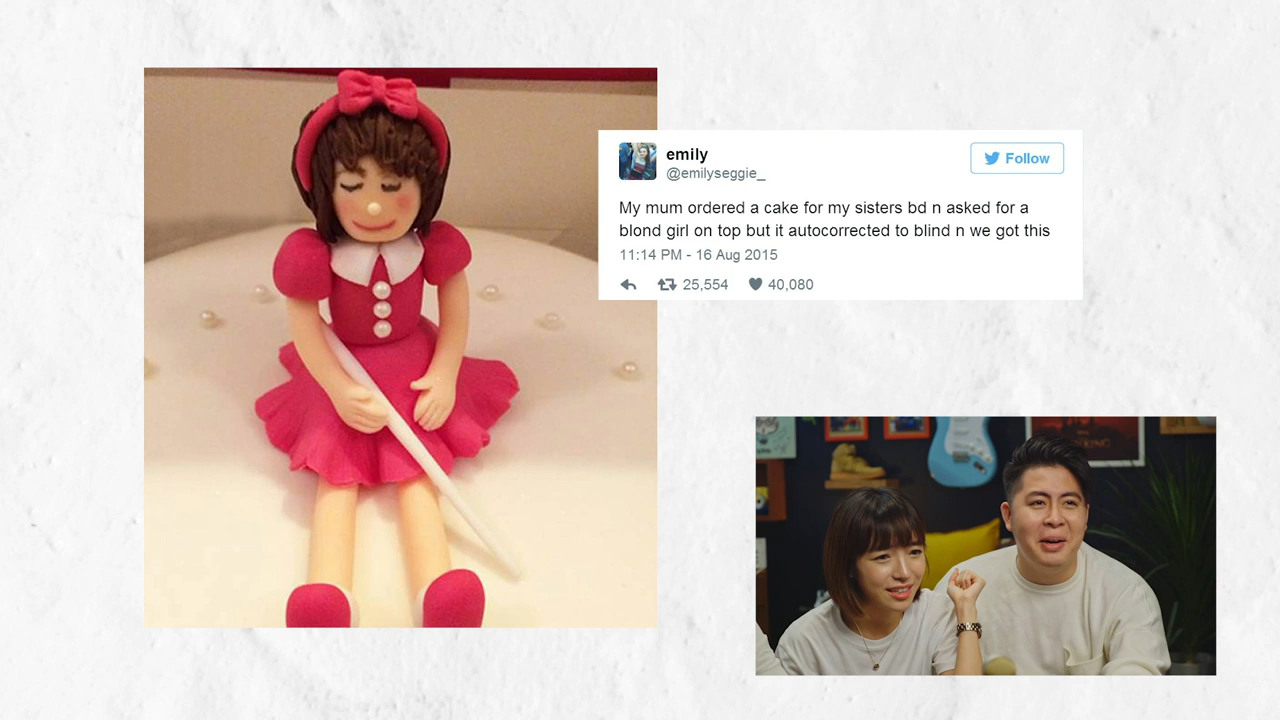 emily
@emilyseggie_
Follow
My mum ordered a cake for my sisters bd n asked for a
blond girl on top but it autocorrected to blind n we got this
11:14 PM - 16 Aug 2015
25,554
40,080
KING